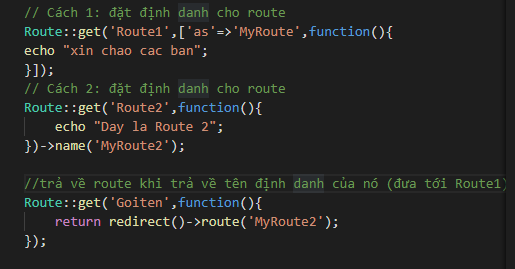 // Cách 1: đặt định danh cho route
Route::get('Route1',['as'=>'MyRoute',function(){
echo "xin chao cac ban";
}]);
// Cách 2: đặt định danh cho route
Route::get('Route2',function(){
    echo "Day la Route 2";
})->name('MyRoute2');

//trả về route khi trả về tên định danh của nó (đưa tới Route1)
Route::get('Goiten',function(){
    return redirect()->route('MyRoute2');
});